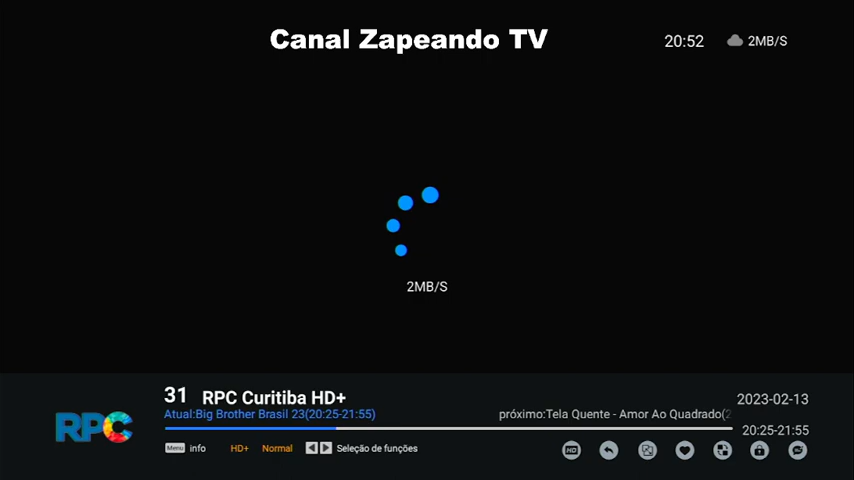 Canal Zapeando TV
20:52
2MB/S
2MB/S
31 RPC Curitiba HD+
2023-02-13
Atual:Big Brother Brasil 23(20:25-21:55)
próximo:Tela Quente - Amor Ao Quadrado(2
RPC
20:25-21:55
Menu info HD+ Normal Seleção de funções
HD